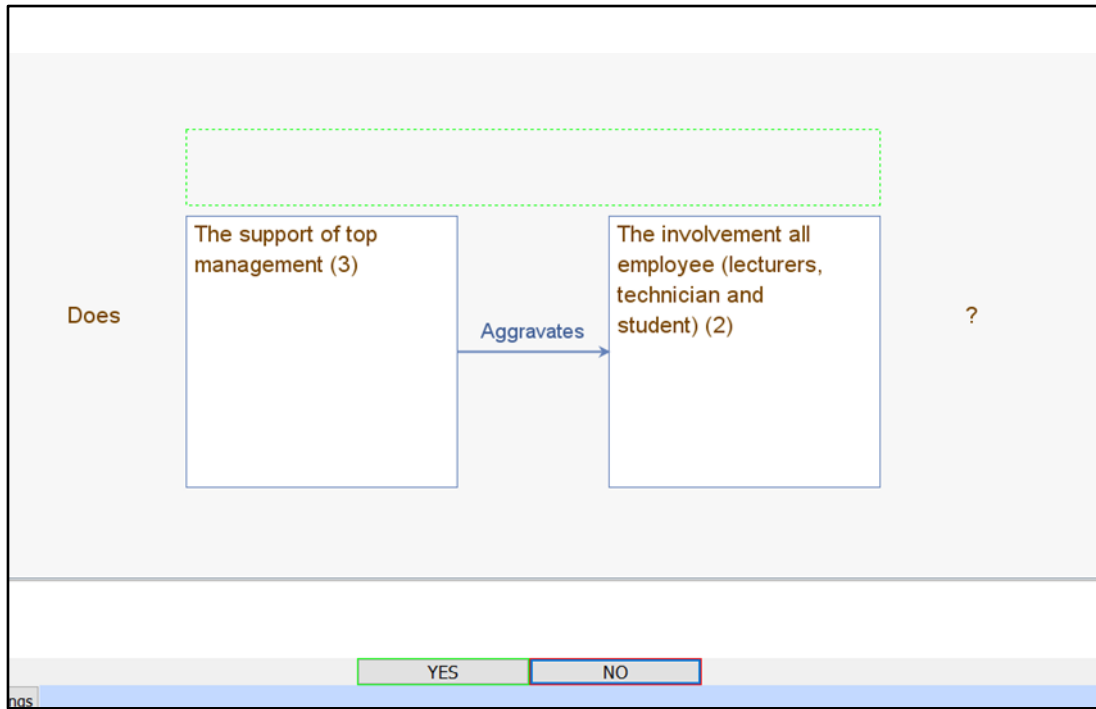 The support of top
management (3)
The involvement all
employee (lecturers,
technician and
student) (2)
Does
Aggravates
?
YES
NO
ngs